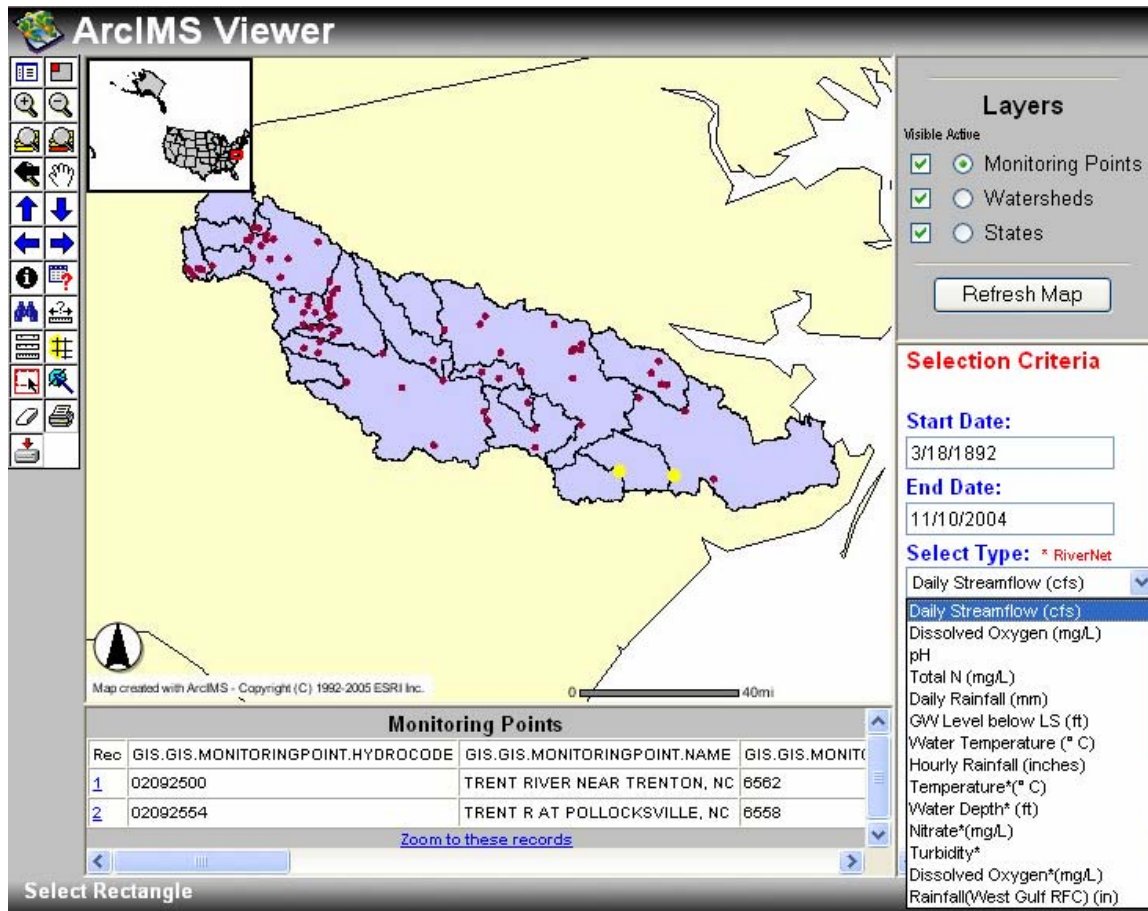 ArcIMS Viewer
Layers
Visible Active
Monitoring Points
Watersheds
States
Refresh Map
Selection Criteria
Start Date:
3/18/1892
End Date:
11/10/2004
Select Type: * RiverNet
Daily Streamflow (cfs)
Daily Streamflow (cfs)
Dissolved Oxygen (mg/L)
pH
Total N (mg/L)
Daily Rainfall (mm)
GW Level below LS (ft)
Water Temperature (° C)
Hourly Rainfall (inches)
Temperature*(° C)
Water Depth* (ft)
Nitrate*(mg/L)
Turbidity*
Dissolved Oxygen*(mg/L)
Rainfall(West Gulf RFC) (in)
Map created with ArcIMS - Copyright (C) 1992-2005 ESRI Inc.
0 40mi
Monitoring Points
Rec GIS.GIS.MONITORINGPOINT.HYDROCODE GIS.GIS.MONITORINGPOINT.NAME GIS.GIS.MONIT
1 02092500 TRENT RIVER NEAR TRENTON, NC 6562
2 02092554 TRENT R AT POLLOCKSVILLE, NC 6558
Zoom to these records
Select Rectangle